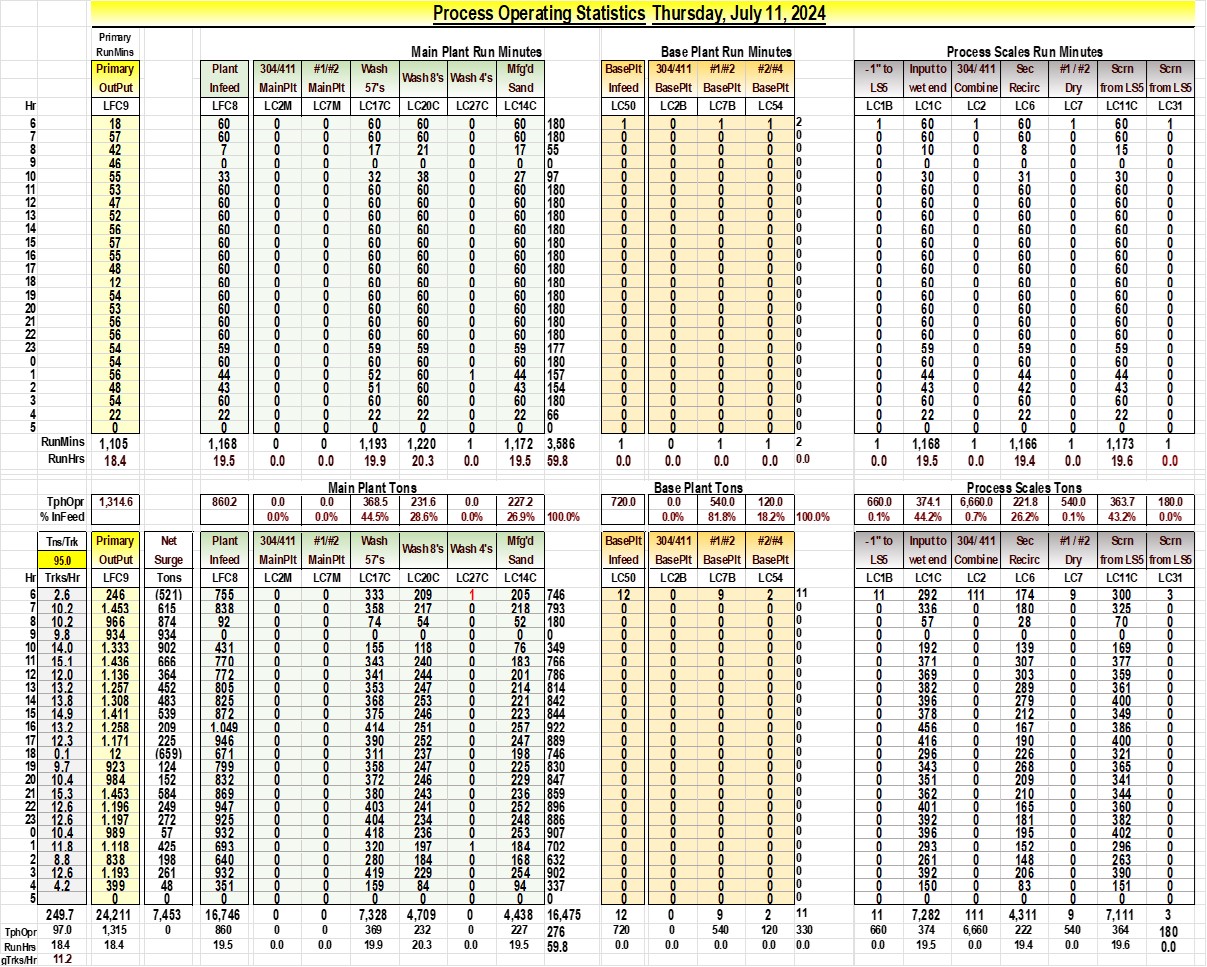 Process Operating Statistics Thursday, July 11, 2024
Primary
RunMins Main Plant Run Minutes Base Plant Run Minutes Process Scales Run Minutes
Primary Plant 304/411 #1/#2 Wash Wash 8's Wash 4's Mfg'd BasePlt 304/411 #1/#2 #2/#4 -1" to Input to 304/411 Sec #1/#2 Scrn Scrn
OutPut Infeed MainPlt MainPlt 57's Sand Infeed BasePlt BasePlt BasePlt LS5 wet end Combine Recirc Dry from LS5 from LS5
Hr LFC9 LFC8 LC2M LC7M LC17C LC20C LC27C LC14C LC50 LC2B LC7B LC54 LC1B LC1C LC2 LC6 LC7 LC11C LC31
6 18 60 0 0 60 60 0 60 180 1 0 1 1 2 1 60 1 60 1 60 1
7 57 60 0 0 60 60 0 60 180 0 0 0 0 0 0 60 0 60 0 60 0
8 42 7 0 0 17 21 0 17 55 0 0 0 0 0 0 10 0 8 0 15 0
9 46 0 0 0 0 0 0 0 0 0 0 0 0 0 0 0 0 0 0 0 0
10 55 33 0 0 32 38 0 27 97 0 0 0 0 0 0 30 0 31 0 30 0
11 53 60 0 0 60 60 0 60 180 0 0 0 0 0 0 60 0 60 0 60 0
12 47 60 0 0 60 60 0 60 180 0 0 0 0 0 0 60 0 60 0 60 0
13 52 60 0 0 60 60 0 60 180 0 0 0 0 0 0 60 0 60 0 60 0
14 56 60 0 0 60 60 0 60 180 0 0 0 0 0 0 60 0 60 0 60 0
15 57 60 0 0 60 60 0 60 180 0 0 0 0 0 0 60 0 60 0 60 0
16 55 60 0 0 60 60 0 60 180 0 0 0 0 0 0 60 0 60 0 60 0
17 48 60 0 0 60 60 0 60 180 0 0 0 0 0 0 60 0 60 0 60 0
18 12 60 0 0 60 60 0 60 180 0 0 0 0 0 0 60 0 60 0 60 0
19 54 60 0 0 60 60 0 60 180 0 0 0 0 0 0 60 0 60 0 60 0
20 53 60 0 0 60 60 0 60 180 0 0 0 0 0 0 60 0 60 0 60 0
21 56 60 0 0 60 60 0 60 180 0 0 0 0 0 0 60 0 60 0 60 0
22 56 60 0 0 60 60 0 60 180 0 0 0 0 0 0 60 0 60 0 60 0
23 54 59 0 0 59 59 0 59 177 0 0 0 0 0 0 59 0 59 0 59 0
0 54 60 0 0 60 60 0 60 180 0 0 0 0 0 0 60 0 60 0 60 0
1 56 44 0 0 52 60 1 44 157 0 0 0 0 0 0 44 0 44 0 44 0
2 48 43 0 0 51 60 0 43 154 0 0 0 0 0 0 43 0 42 0 43 0
3 54 60 0 0 60 60 0 60 180 0 0 0 0 0 0 60 0 60 0 60 0
4 22 22 0 0 22 22 0 22 66 0 0 0 0 0 0 22 0 22 0 22 0
5 0 0 0 0 0 0 0 0 0 0 0 0 0 0 0 0 0 0 0 0 0
RunMins 1,105 1,168 0 0 1,193 1,220 1 1,172 3,586 1 0 1 1 2 1 1,168 1 1,166 1 1,173 1
RunHrs 18.4 19.5 0.0 0.0 19.9 20.3 0.0 19.5 59.8 0.0 0.0 0.0 0.0 0.0 0.0 19.5 0.0 19.4 0.0 19.6 0.0
Main Plant Tons Base Plant Tons Process Scales Tons
TphOpr 1,314.6 860.2 0.0 0.0 368.5 231.6 0.0 227.2 720.0 0.0 540.0 120.0 660.0 374.1 6,660.0 221.8 540.0 363.7 180.0
% InFeed 0.0% 0.0% 44.5% 28.6% 0.0% 26.9% 100.0% 0.0% 81.8% 18.2% 100.0% 0.1% 44.2% 0.7% 26.2% 0.1% 43.2% 0.0%
Tns/Trk Primary Net Plant 304/411 #1/#2 Wash Wash 8's Wash 4's Mfg'd BasePlt 304/411 #1/#2 #2/#4 -1" to Input to 304/411 Sec #1/#2 Scrn Scrn
95.0 OutPut Surge Infeed MainPlt MainPlt 57's Sand Infeed BasePlt BasePlt BasePlt LS5 wet end Combine Recirc Dry from LS5 from LS5
Hr Trks/Hr LFC9 Tons LFC8 LC2M LC7M LC17C LC20C LC27C LC14C LC50 LC2B LC7B LC54 LC1B LC1C LC2 LC6 LC7 LC11C LC31
6 2.6 246 (521) 755 0 0 333 209 1 205 746 12 0 9 2 11 11 292 111 174 9 300 3
7 10.2 1.453 615 838 0 0 358 217 0 218 793 0 0 0 0 0 0 336 0 180 0 325 0
8 10.2 966 874 92 0 0 74 54 0 52 180 0 0 0 0 0 0 57 0 28 0 70 0
9 9.8 934 934 0 0 0 0 0 0 0 0 0 0 0 0 0 0 0 0 0 0 0 0
10 14.0 1.333 902 431 0 0 155 118 0 76 349 0 0 0 0 0 0 192 0 139 0 169 0
11 15.1 1.436 666 770 0 0 343 240 0 183 766 0 0 0 0 0 0 371 0 307 0 377 0
12 12.0 1.136 364 772 0 0 341 244 0 201 786 0 0 0 0 0 0 369 0 303 0 359 0
13 13.2 1.257 452 805 0 0 353 247 0 214 814 0 0 0 0 0 0 382 0 289 0 361 0
14 13.8 1.308 483 825 0 0 368 253 0 221 842 0 0 0 0 0 0 396 0 279 0 400 0
15 14.9 1.411 539 872 0 0 375 246 0 223 844 0 0 0 0 0 0 378 0 212 0 349 0
16 13.2 1.258 209 1.049 0 0 414 251 0 257 922 0 0 0 0 0 0 456 0 167 0 386 0
17 12.3 1.171 225 946 0 0 390 252 0 247 889 0 0 0 0 0 0 416 0 190 0 400 0
18 0.1 12 (659) 671 0 0 311 237 0 198 746 0 0 0 0 0 0 296 0 226 0 321 0
19 9.7 923 124 799 0 0 358 247 0 225 830 0 0 0 0 0 0 343 0 268 0 365 0
20 10.4 984 152 832 0 0 372 246 0 229 847 0 0 0 0 0 0 351 0 209 0 341 0
21 15.3 1.453 584 869 0 0 380 243 0 236 859 0 0 0 0 0 0 362 0 210 0 344 0
22 12.6 1.196 249 947 0 0 403 241 0 252 896 0 0 0 0 0 0 401 0 165 0 360 0
23 12.6 1.197 272 925 0 0 404 234 0 248 886 0 0 0 0 0 0 392 0 181 0 382 0
0 10.4 989 57 932 0 0 418 236 0 253 907 0 0 0 0 0 0 396 0 195 0 402 0
1 11.8 1.118 425 693 0 0 320 197 1 184 702 0 0 0 0 0 0 293 0 152 0 296 0
2 8.8 838 198 640 0 0 280 184 0 168 632 0 0 0 0 0 0 261 0 148 0 263 0
3 12.6 1.193 261 932 0 0 419 229 0 254 902 0 0 0 0 0 0 392 0 206 0 390 0
4 4.2 399 48 351 0 0 159 84 0 94 337 0 0 0 0 0 0 150 0 83 0 151 0
5 0 0 0 0 0 0 0 0 0 0 0 0 0 0 0 0 0 0 0 0 0 0
249.7 24,211 7,453 16,746 0 0 7,328 4,709 0 4,438 16,475 12 0 9 2 11 11 7,282 111 4,311 9 7,111 3
TphOpr 97.0 1,315 0 860 0 0 369 232 0 227 276 720 0 540 120 330 660 374 6,660 222 540 364 180
RunHrs 18.4 18.4 19.5 0.0 0.0 19.9 20.3 0.0 19.5 59.8 0.0 0.0 0.0 0.0 0.0 19.5 0.0 19.4 0.0 19.6 0.0
gTrks/Hr 11.2